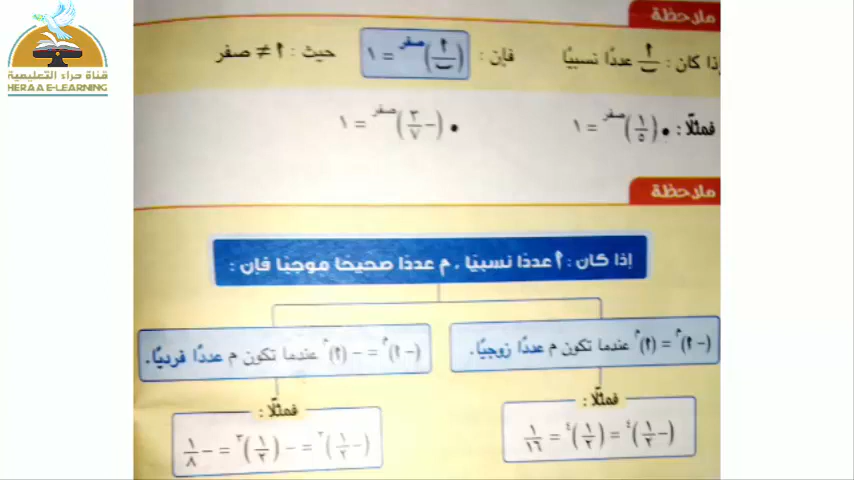 قناة حراء التعليمية
HERAA E-LEARNING
ملاحظة
إذا كان : أ/ب عددًا نسبيًا فإن : (أ/ب)^صفر = ١ حيث : أ ≠ صفر
فمثلًا : • (١/٥)^صفر = ١ • (−٣/٧)^صفر = ١
ملاحظة
إذا كان : أ عددًا نسبيًا ، م عددًا صحيحًا موجبًا فإن :
(−أ)^م = (أ)^م عندما تكون م عددًا زوجيًا.
(−أ)^م = −(أ)^م عندما تكون م عددًا فرديًا.
فمثلًا :
(−١/٢)^٤ = (١/٢)^٤ = ١/١٦
فمثلًا :
(−١/٢)^٣ = −(١/٢)^٣ = −١/٨